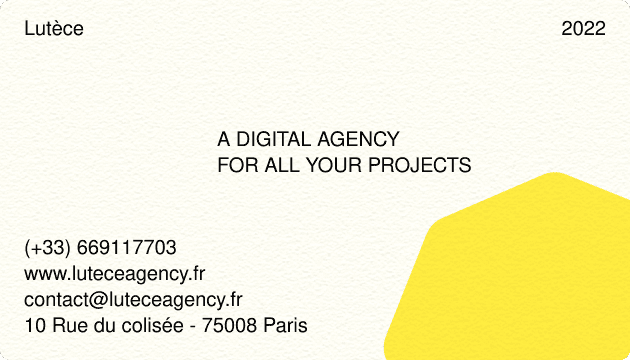 Lutèce
2022
A DIGITAL AGENCY
FOR ALL YOUR PROJECTS
(+33) 669117703
www.luteceagency.fr
contact@luteceagency.fr
10 Rue du colisée - 75008 Paris